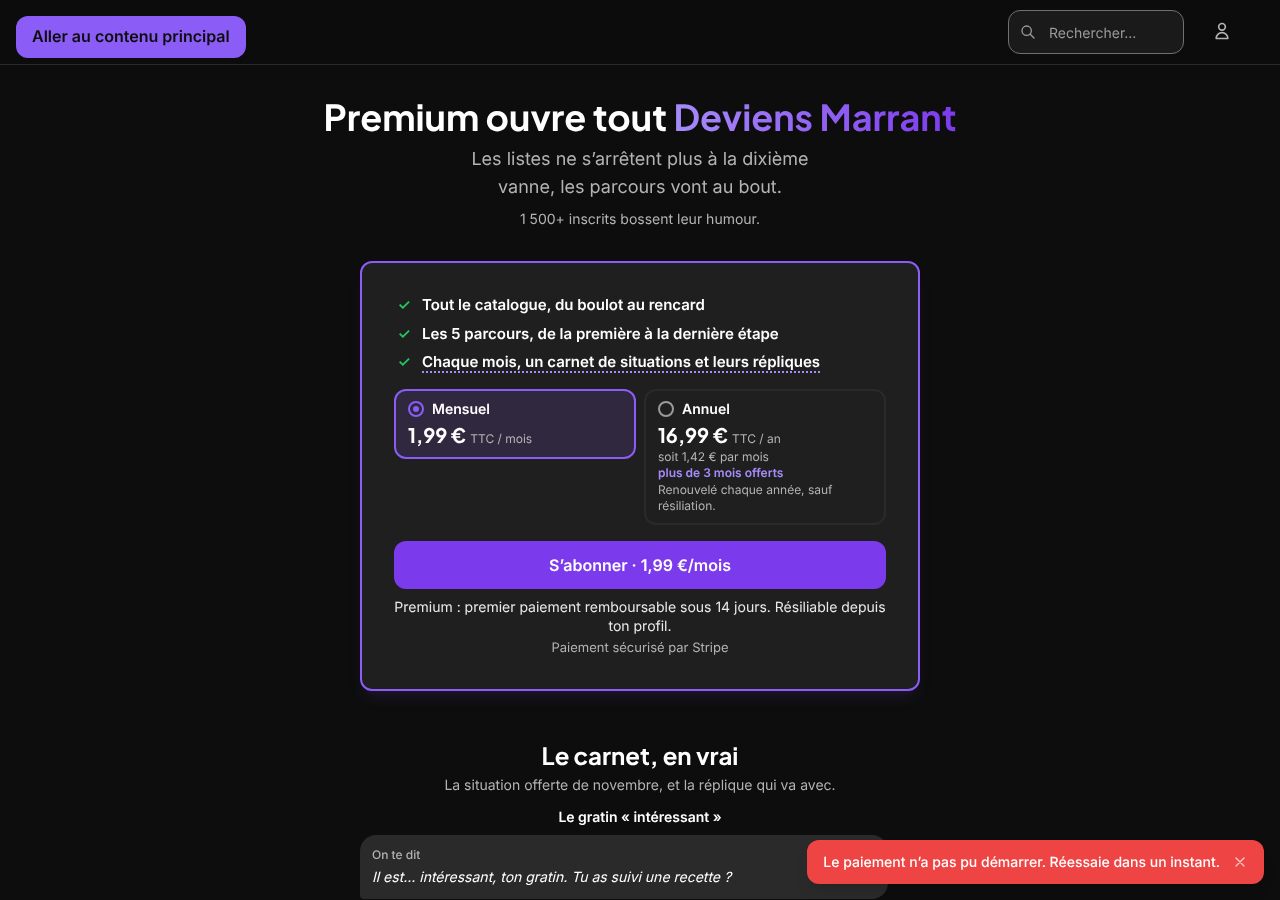 Aller au contenu principal
Rechercher...
Premium ouvre tout Deviens Marrant
Les listes ne s’arrêtent plus à la dixième
vanne, les parcours vont au bout.
1 500+ inscrits bossent leur humour.
Tout le catalogue, du boulot au rencard
Les 5 parcours, de la première à la dernière étape
Chaque mois, un carnet de situations et leurs répliques
Mensuel
1,99 € TTC / mois
Annuel
16,99 € TTC / an
soit 1,42 € par mois
plus de 3 mois offerts
Renouvelé chaque année, sauf
résiliation.
S’abonner · 1,99 €/mois
Premium : premier paiement remboursable sous 14 jours. Résiliable depuis
ton profil.
Paiement sécurisé par Stripe
Le carnet, en vrai
La situation offerte de novembre, et la réplique qui va avec.
Le gratin « intéressant »
On te dit
Il est… intéressant, ton gratin. Tu as suivi une recette ?
Le paiement n’a pas pu démarrer. Réessaie dans un instant.